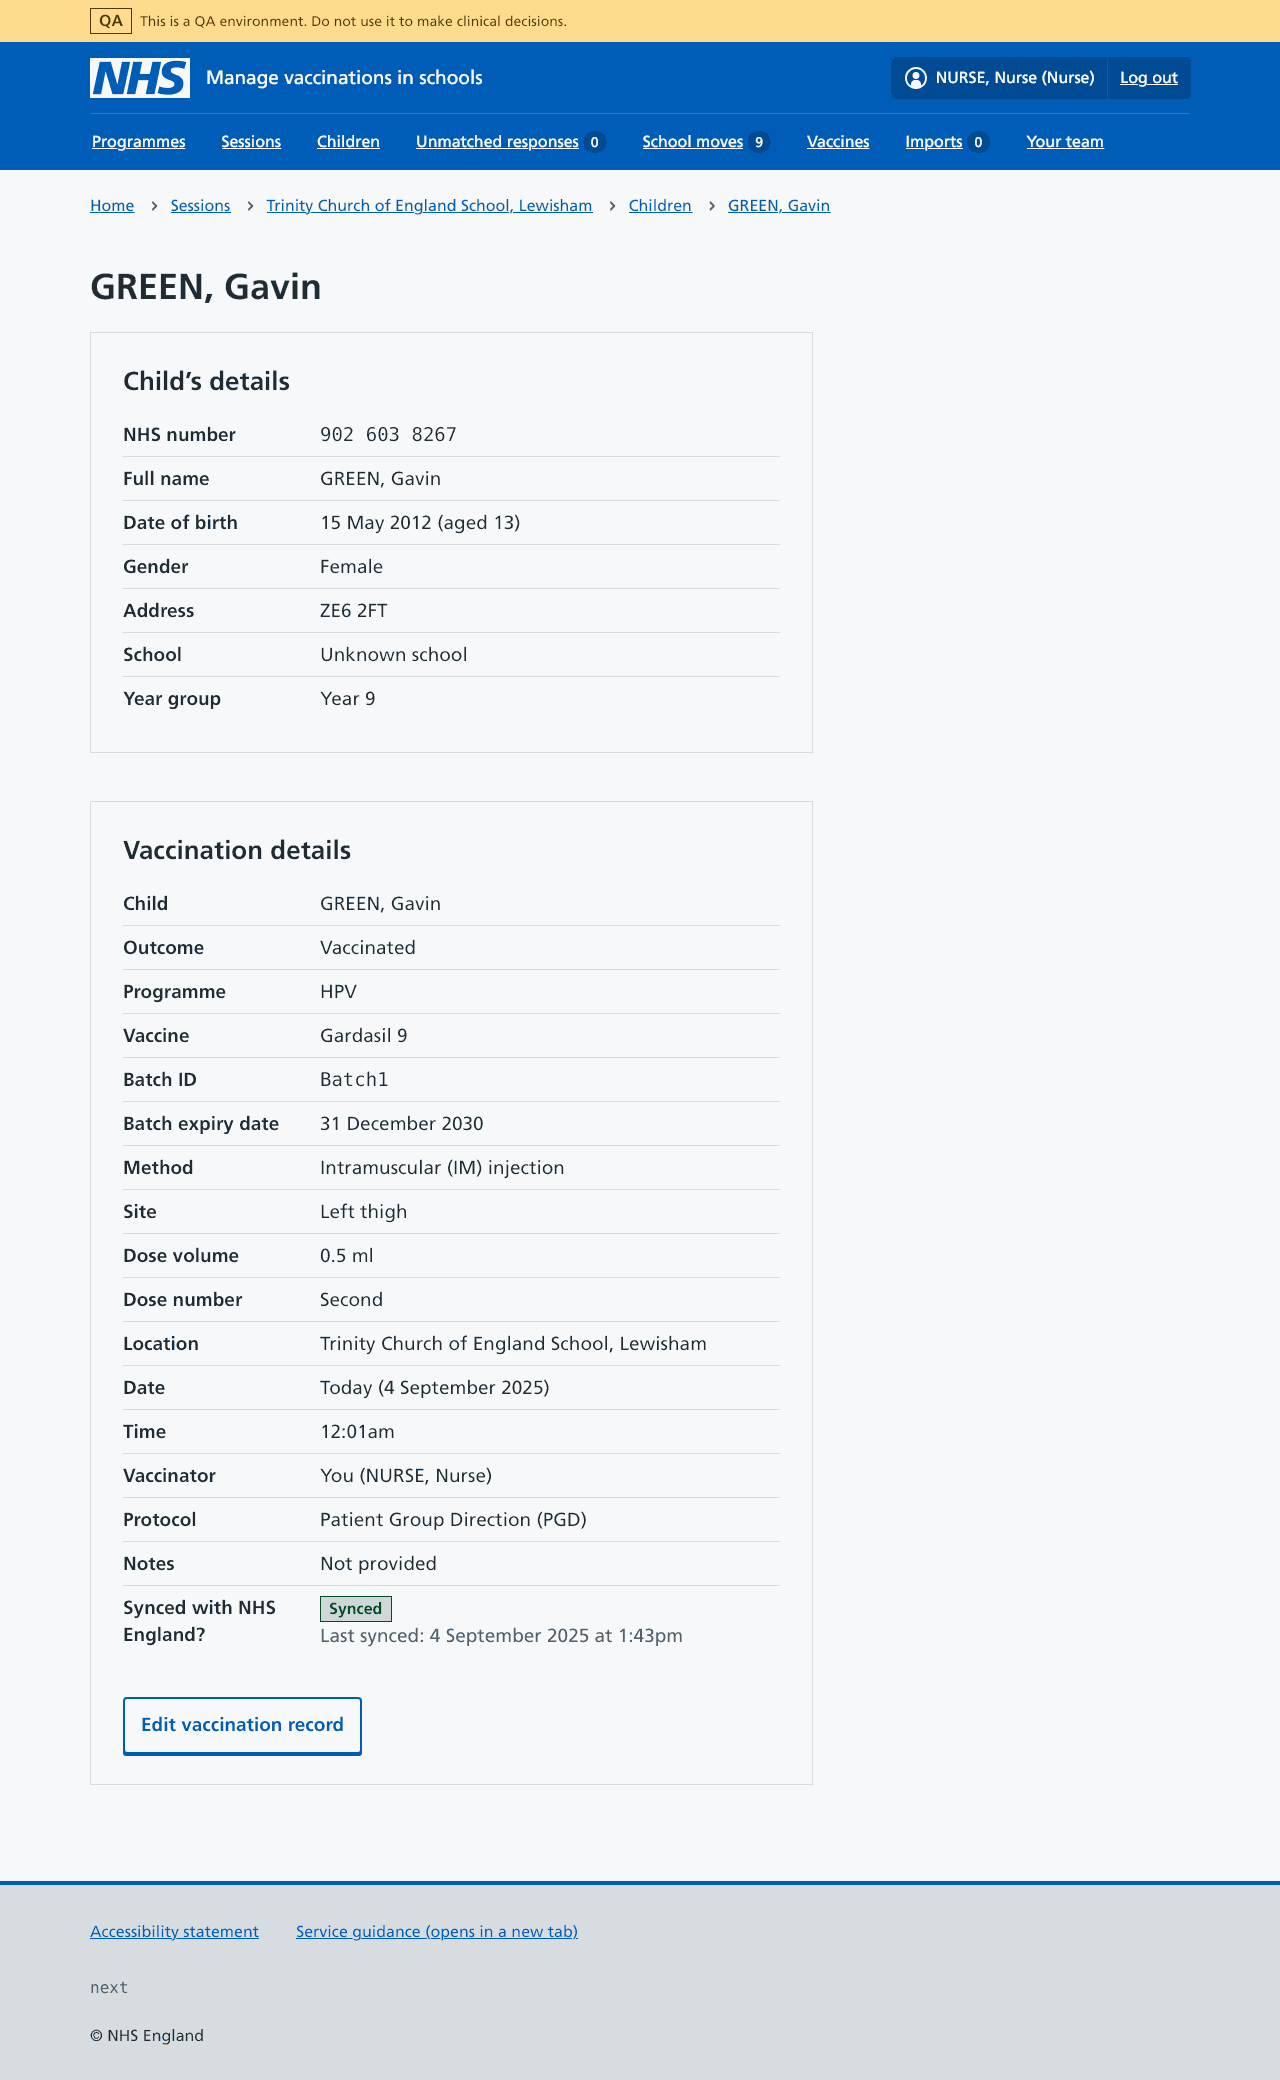 QA This is a QA environment. Do not use it to make clinical decisions.
NHS Manage vaccinations in schools NURSE, Nurse (Nurse) Log out
Programmes Sessions Children Unmatched responses 0 School moves 9 Vaccines Imports 0 Your team
Home Sessions Trinity Church of England School, Lewisham Children GREEN, Gavin
GREEN, Gavin
Child’s details
NHS number 902 603 8267
Full name GREEN, Gavin
Date of birth 15 May 2012 (aged 13)
Gender Female
Address ZE6 2FT
School Unknown school
Year group Year 9
Vaccination details
Child GREEN, Gavin
Outcome Vaccinated
Programme HPV
Vaccine Gardasil 9
Batch ID Batch1
Batch expiry date 31 December 2030
Method Intramuscular (IM) injection
Site Left thigh
Dose volume 0.5 ml
Dose number Second
Location Trinity Church of England School, Lewisham
Date Today (4 September 2025)
Time 12:01am
Vaccinator You (NURSE, Nurse)
Protocol Patient Group Direction (PGD)
Notes Not provided
Synced with NHS England? Synced
Last synced: 4 September 2025 at 1:43pm
Edit vaccination record
Accessibility statement Service guidance (opens in a new tab)
next
© NHS England